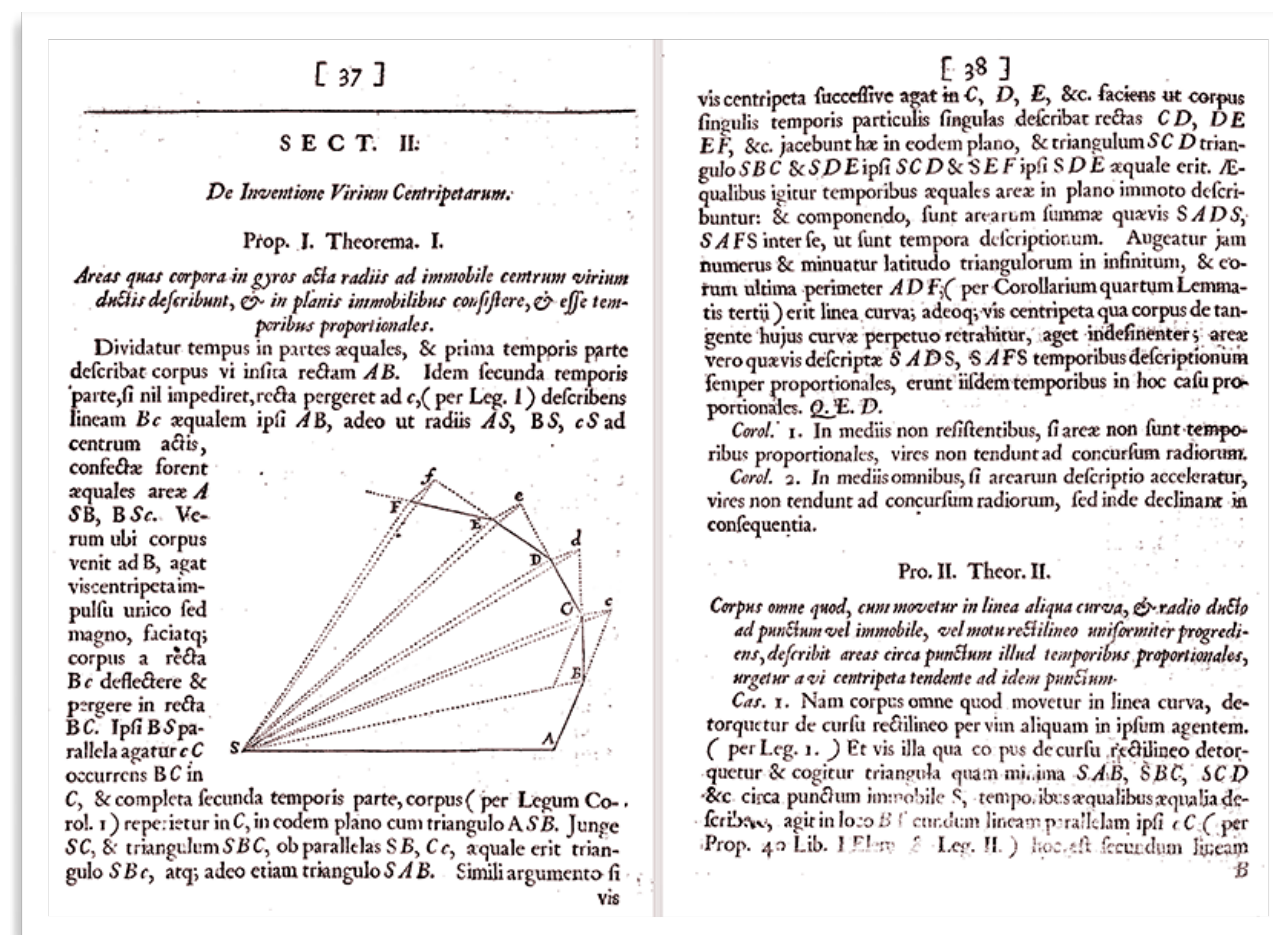 [ 37 ]
SECT. II:
De Inventione Virium Centripetarum.
Prop. I. Theorema. I.
Areas quas corpora in gyros acta radiis ad immobile centrum virium
ductis describunt, & in planis immobilibus consistere, & esse tem-
poribus proportionales.
Dividatur tempus in partes æquales, & prima temporis parte
describat corpus vi insita rectam AB. Idem secunda temporis
parte, si nil impediret, recta pergeret ad c, ( per Leg. 1 ) describens
lineam Bc æqualem ipsi AB, adeo ut radiis AS, BS, cS ad
centrum actis,
confectæ forent
æquales areæ A
SB, BSc. Ve-
rum ubi corpus
venit ad B, agat
vis centripeta im-
pulsu unico sed
magno, faciatq;
corpus a recta
Bc deflectere &
pergere in recta
BC. Ipsi BS pa-
rallela agatur cC
occurrens BC in
f
F
E
e
d
D
C
c
B
A
S
C, & completa secunda temporis parte, corpus ( per Legum Co-
rol. 1 ) reperietur in C, in eodem plano cum triangulo ASB. Junge
SC, & triangulum SBC, ob parallelas SB, Cc, æquale erit trian-
gulo SBc, atq; adeo etiam triangulo SAB. Simili argumento si
vis
[ 38 ]
vis centripeta successive agat in C, D, E, &c. faciens ut corpus
singulis temporis particulis singulas describat rectas CD, DE
EF, &c. jacebunt hæ in eodem plano, & triangulum SCD trian-
gulo SBC & SDE ipsi SCD & SEF ipsi SDE æquale erit. Æ-
qualibus igitur temporibus æquales areæ in plano immoto descri-
buntur: & componendo, sunt arearum summæ quævis SADS,
SAFS inter se, ut sunt tempora descriptionum. Augeatur jam
numerus & minuatur latitudo triangulorum in infinitum, & eo-
rum ultima perimeter ADF, ( per Corollarium quartum Lemma-
tis tertii ) erit linea curva; adeoq; vis centripeta qua corpus de tan-
gente hujus curvæ perpetuo retrahitur, aget indesinenter; areæ
vero quævis descriptæ SADS, SAFS temporibus descriptionum
semper proportionales, erunt iisdem temporibus in hoc casu pro-
portionales. Q. E. D.
Corol. 1. In mediis non resistentibus, si areæ non sunt tempo-
ribus proportionales, vires non tendunt ad concursum radiorum.
Corol. 2. In mediis omnibus, si arearum descriptio acceleratur,
vires non tendunt ad concursum radiorum, sed inde declinant in
consequentia.
Pro. II. Theor. II.
Corpus omne quod, cum movetur in linea aliqua curva, & radio ducto
ad punctum vel immobile, vel motu rectilineo uniformiter progredi-
ens, describit areas circa punctum illud temporibus proportionales,
urgetur a vi centripeta tendente ad idem punctum.
Cas. 1. Nam corpus omne quod movetur in linea curva, de-
torquetur de cursu rectilineo per vim aliquam in ipsum agentem.
( per Leg. 1. ) Et vis illa qua co pus de cursu rectilineo detor-
quetur & cogitur triangula quam minima SAB, SBC, SCD
&c. circa punctum immobile S, temporibus æqualibus æqualia de-
scribere, agit in loco B lineam parallelam ipsi cC ( per
Prop. 40 Lib. I Leg. II. ) hoc est secundum lineam
B